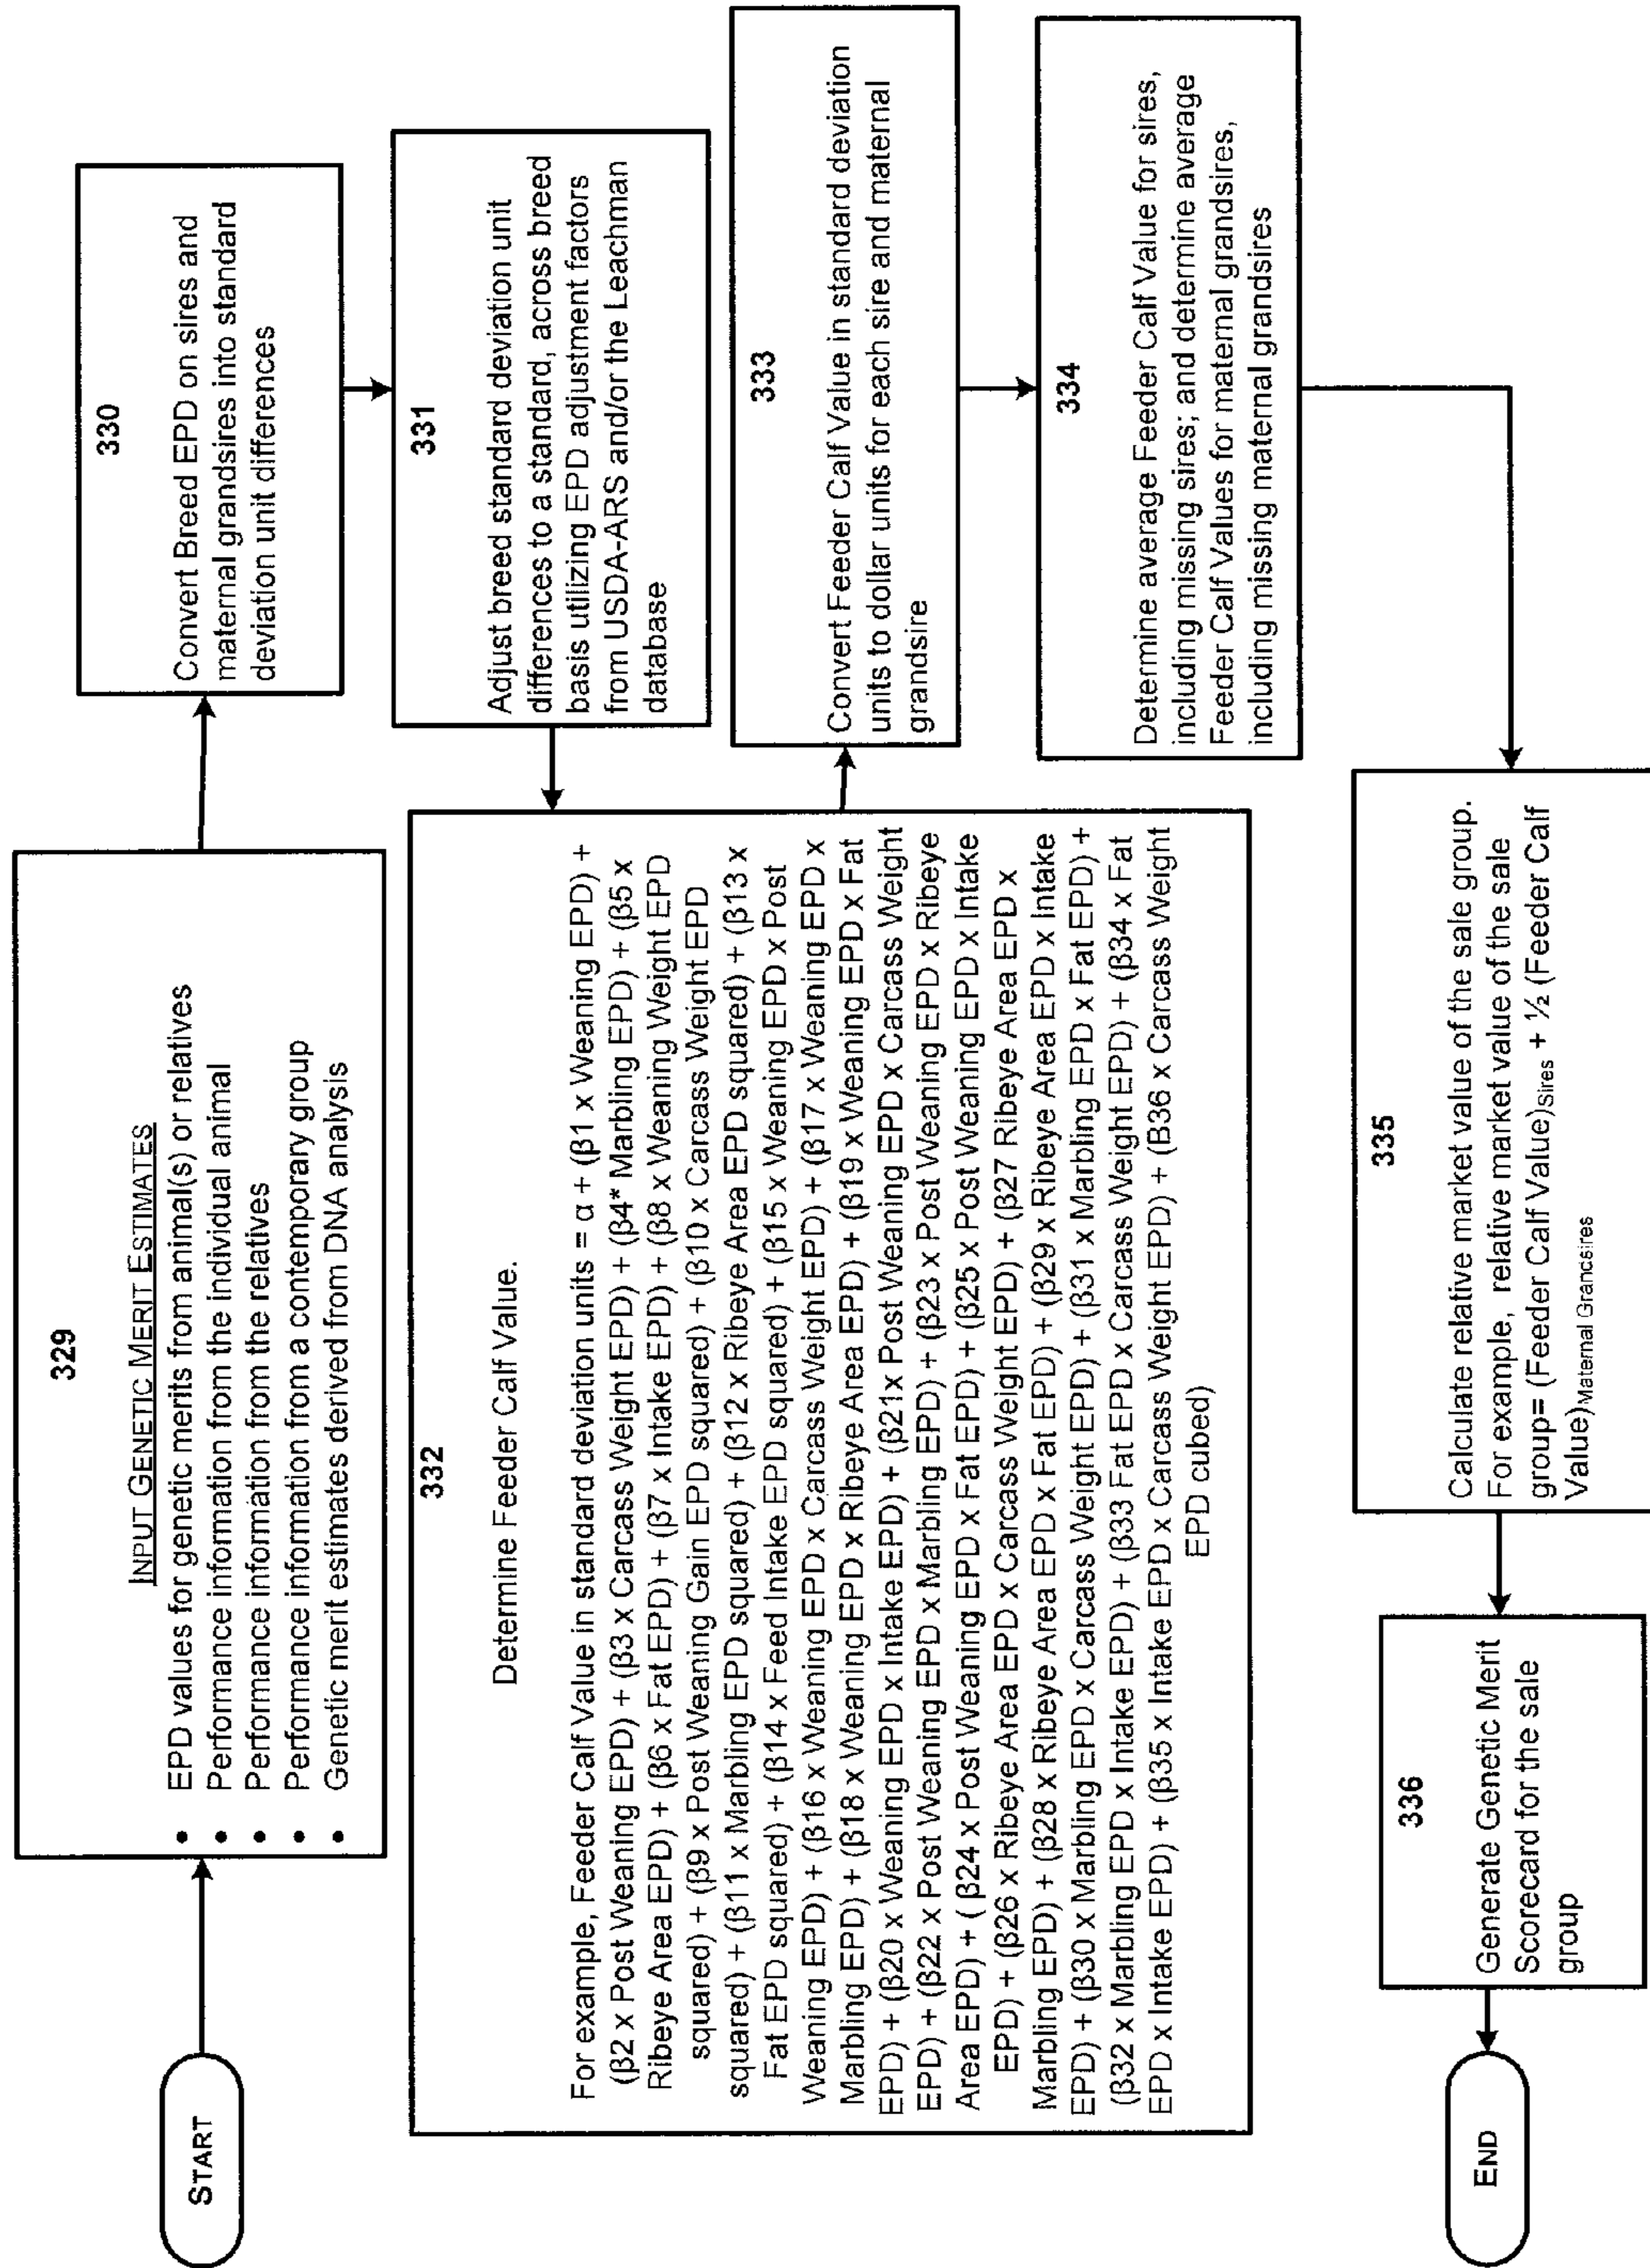 START
329
INPUT GENETIC MERIT ESTIMATES
• EPD values for genetic merits from animal(s) or relatives
• Performance information from the individual animal
• Performance information from the relatives
• Performance information from a contemporary group
• Genetic merit estimates derived from DNA analysis
330
Convert Breed EPD on sires and
maternal grandsires into standard
deviation unit differences
331
Adjust breed standard deviation unit
differences to a standard, across breed
basis utilizing EPD adjustment factors
from USDA-ARS and/or the Leachman
database
332
Determine Feeder Calf Value.
For example, Feeder Calf Value in standard deviation units = α + (β1 x Weaning EPD) +
(β2 x Post Weaning EPD) + (β3 x Carcass Weight EPD) + (β4* Marbling EPD) + (β5 x
Ribeye Area EPD) + (β6 x Fat EPD) + (β7 x Intake EPD) + (β8 x Weaning Weight EPD
squared) + (β9 x Post Weaning Gain EPD squared) + (β10 x Carcass Weight EPD
squared) + (β11 x Marbling EPD squared) + (β12 x Ribeye Area EPD squared) + (β13 x
Fat EPD squared) + (β14 x Feed Intake EPD squared) + (β15 x Weaning EPD x Post
Weaning EPD) + (β16 x Weaning EPD x Carcass Weight EPD) + (β17 x Weaning EPD x
Marbling EPD) + (β18 x Weaning EPD x Ribeye Area EPD) + (β19 x Weaning EPD x Fat
EPD) + (β20 x Weaning EPD x Intake EPD) + (β21x Post Weaning EPD x Carcass Weight
EPD) + (β22 x Post Weaning EPD x Marbling EPD) + (β23 x Post Weaning EPD x Ribeye
Area EPD) + ( β24 x Post Weaning EPD x Fat EPD) + (β25 x Post Weaning EPD x Intake
EPD) + (β26 x Ribeye Area EPD x Carcass Weight EPD) + (β27 Ribeye Area EPD x
Marbling EPD) + (β28 x Ribeye Area EPD x Fat EPD) + (β29 x Ribeye Area EPD x Intake
EPD) + (β30 x Marbling EPD x Carcass Weight EPD) + (β31 x Marbling EPD x Fat EPD) +
(β32 x Marbling EPD x Intake EPD) + (β33 Fat EPD x Carcass Weight EPD) + (β34 x Fat
EPD x Intake EPD) + (β35 x Intake EPD x Carcass Weight EPD) + (B36 x Carcass Weight
EPD cubed)
333
Convert Feeder Calf Value in standard deviation
units to dollar units for each sire and maternal
grandsire
334
Determine average Feeder Calf Value for sires,
including missing sires; and determine average
Feeder Calf Values for maternal grandsires,
including missing maternal grandsires
335
Calculate relative market value of the sale group.
For example, relative market value of the sale
group= (Feeder Calf Value)Sires + ½ (Feeder Calf
Value)Maternal Grandsires
336
Generate Genetic Merit
Scorecard for the sale
group
END